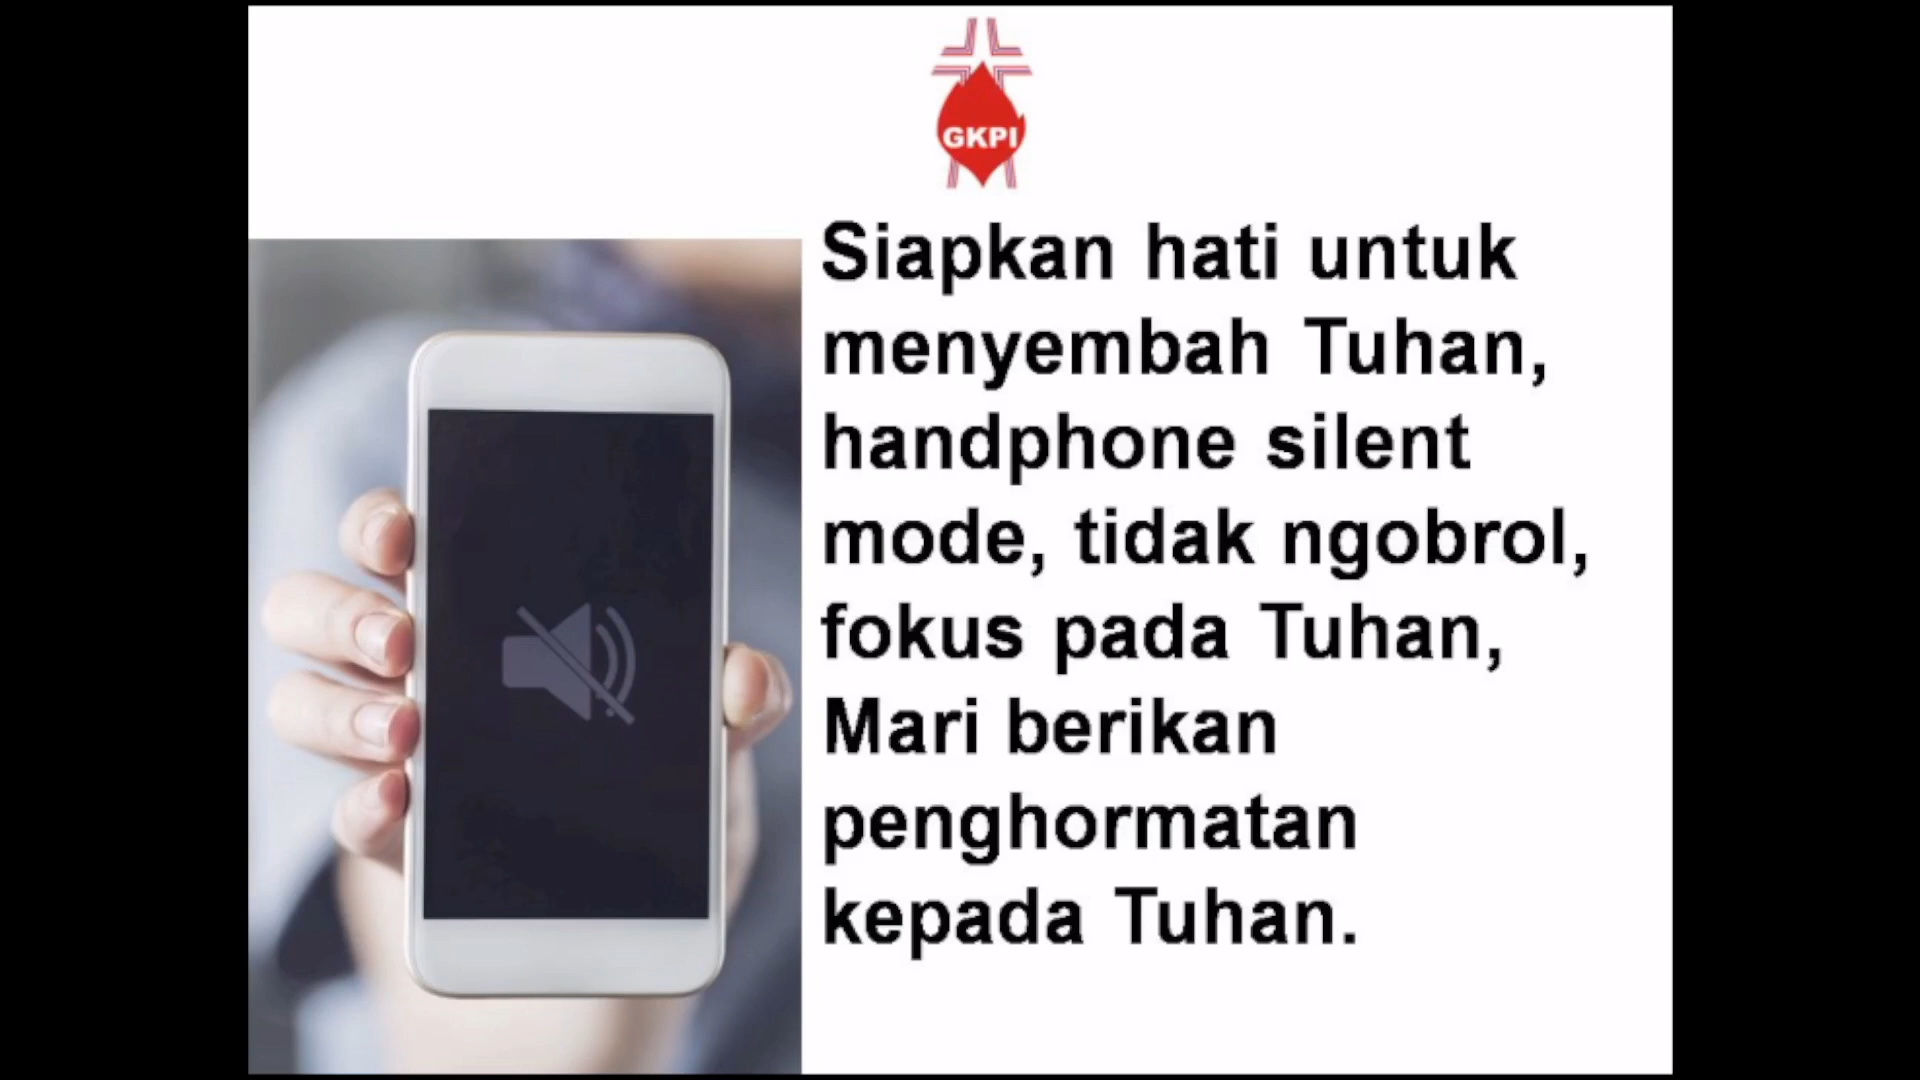 GKPI
Siapkan hati untuk
menyembah Tuhan,
handphone silent
mode, tidak ngobrol,
fokus pada Tuhan,
Mari berikan
penghormatan
kepada Tuhan.